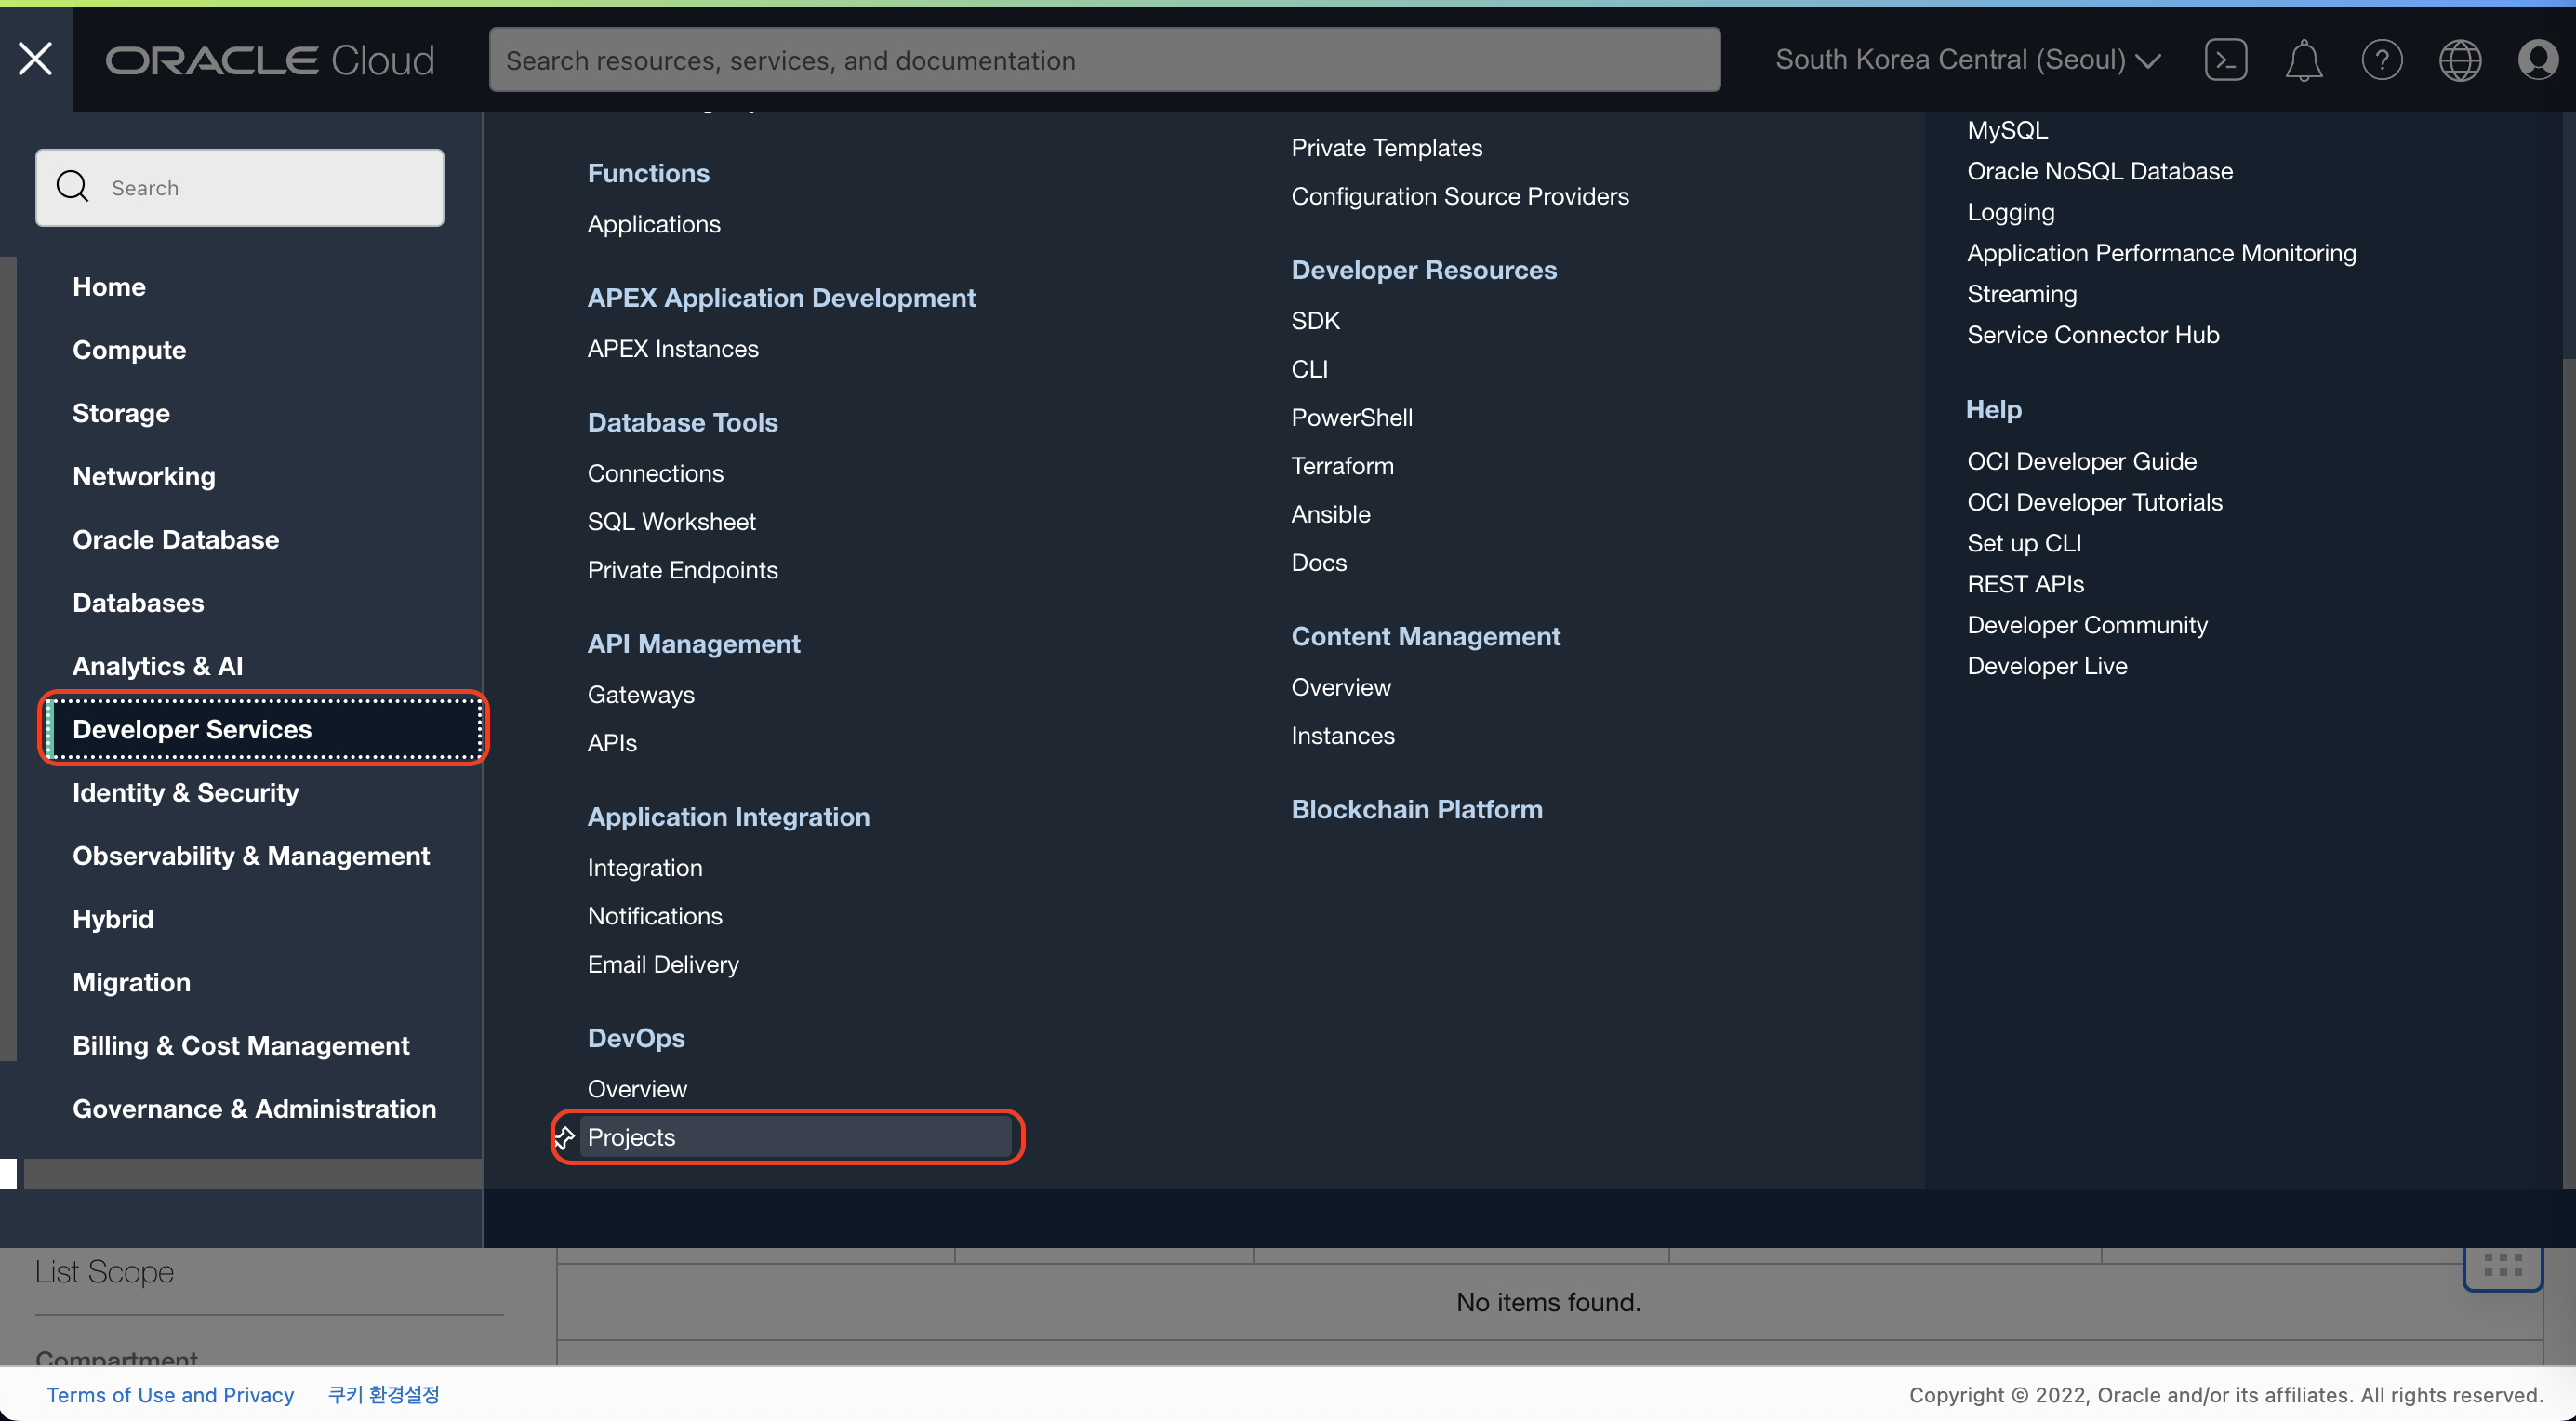 ORACLE Cloud
Search resources, services, and documentation
South Korea Central (Seoul)
Search
Home
Compute
Storage
Networking
Oracle Database
Databases
Analytics & AI
Developer Services
Identity & Security
Observability & Management
Hybrid
Migration
Billing & Cost Management
Governance & Administration
Functions
Applications
APEX Application Development
APEX Instances
Database Tools
Connections
SQL Worksheet
Private Endpoints
API Management
Gateways
APIs
Application Integration
Integration
Notifications
Email Delivery
DevOps
Overview
Projects
Private Templates
Configuration Source Providers
Developer Resources
SDK
CLI
PowerShell
Terraform
Ansible
Docs
Content Management
Overview
Instances
Blockchain Platform
MySQL
Oracle NoSQL Database
Logging
Application Performance Monitoring
Streaming
Service Connector Hub
Help
OCI Developer Guide
OCI Developer Tutorials
Set up CLI
REST APIs
Developer Community
Developer Live
List Scope
No items found.
Compartment
Terms of Use and Privacy 쿠키 환경설정
Copyright © 2022, Oracle and/or its affiliates. All rights reserved.